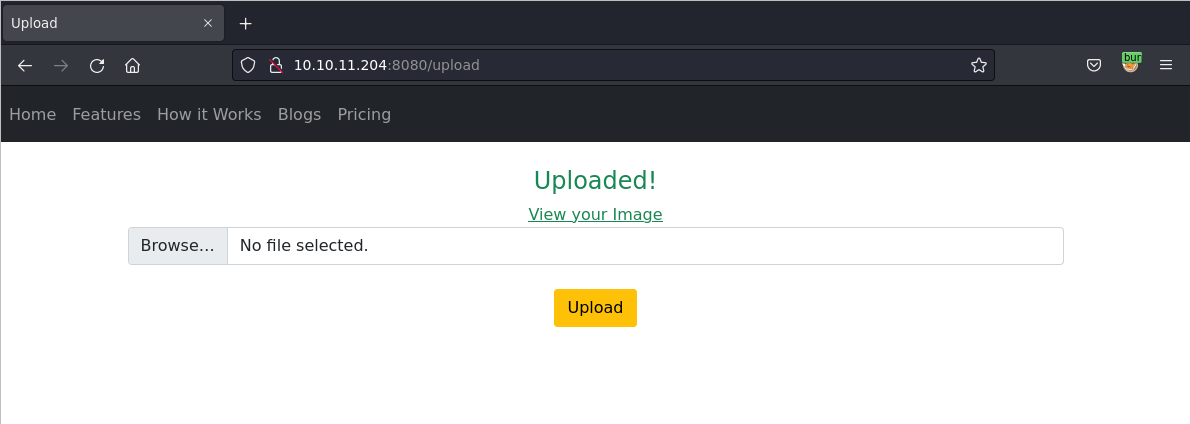 Upload
10.10.11.204:8080/upload
bur
Home Features How it Works Blogs Pricing
Uploaded!
View your Image
Browse... No file selected.
Upload